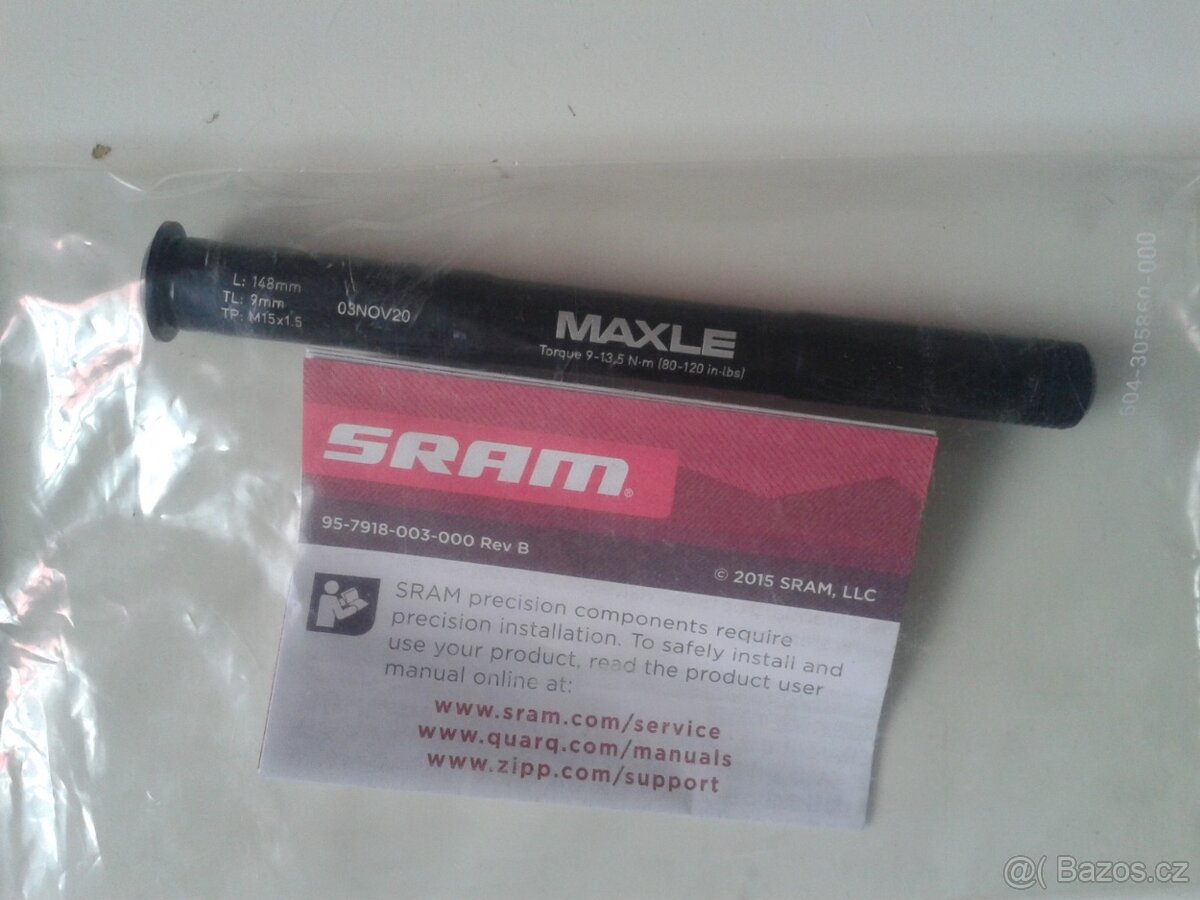 L: 148mm
TL: 9mm
TP: M15x1.5
03NOV20
MAXLE
Torque 9-13,5 N·m (80-120 in·lbs)
SRAM®
95-7918-003-000 Rev B
© 2015 SRAM, LLC
SRAM precision components require
precision installation. To safely install and
use your product, read the product user
manual online at:
www.sram.com/service
www.quarq.com/manuals
www.zipp.com/support
@( Bazos.cz